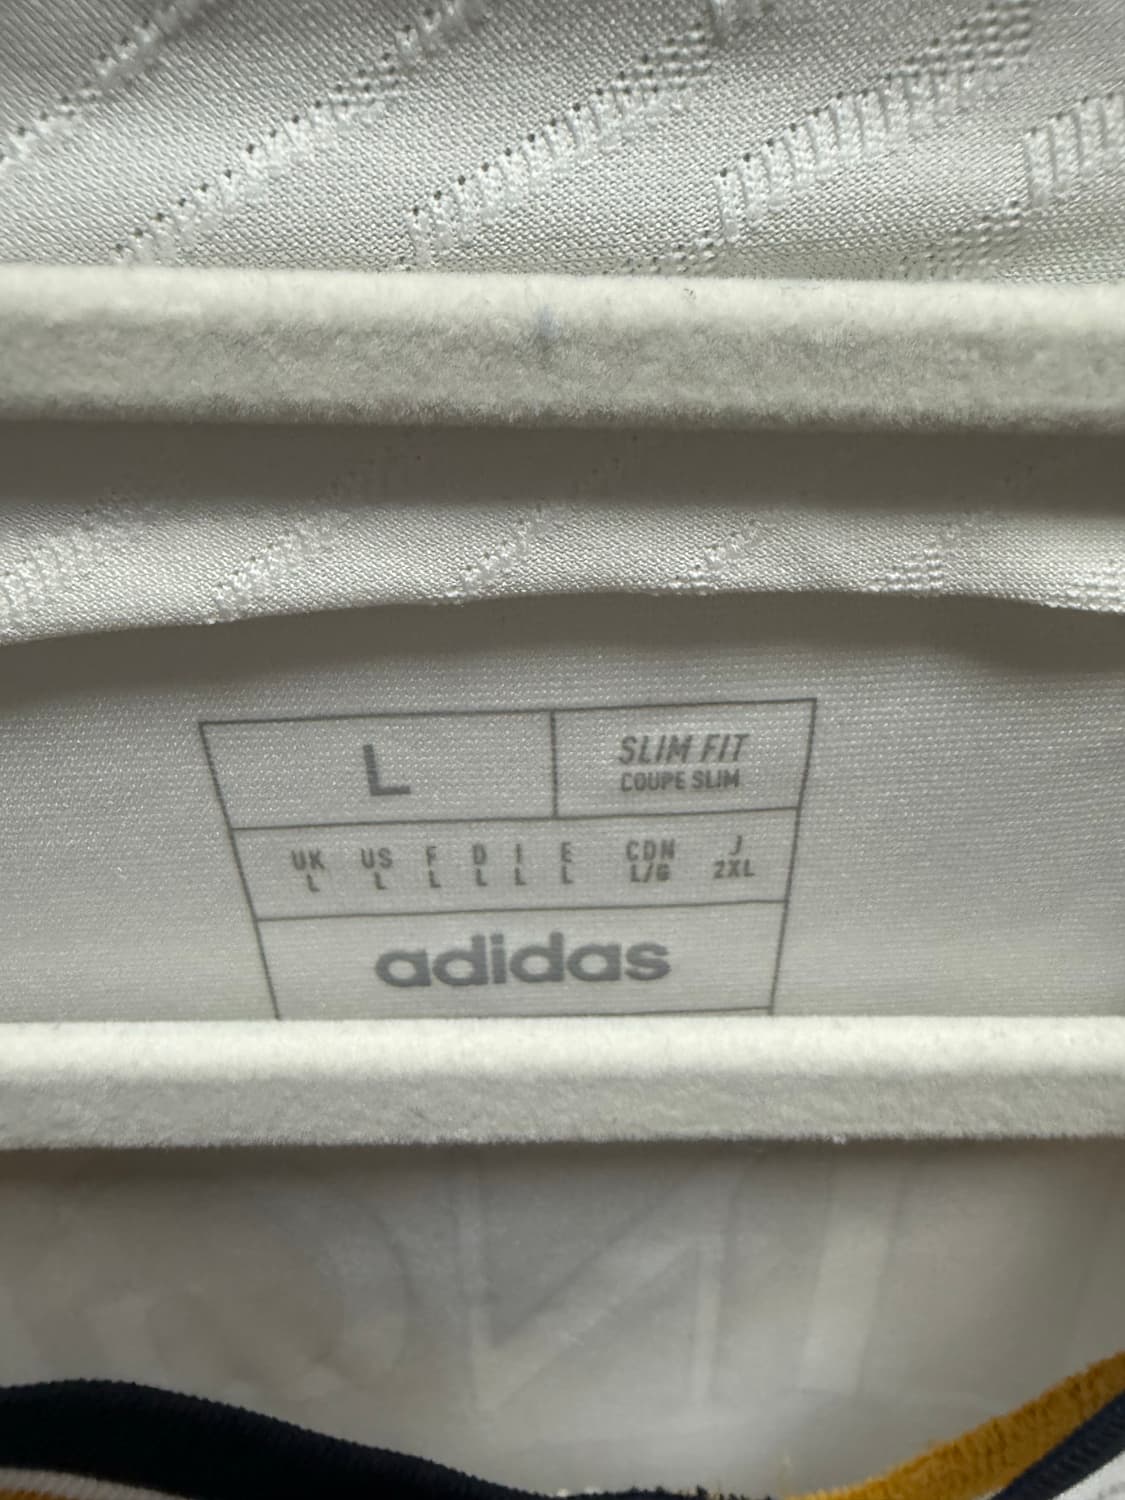 L
SLIM FIT
COUPE SLIM
UK US F D I E CDN J
L L L L L L L/G 2XL
adidas